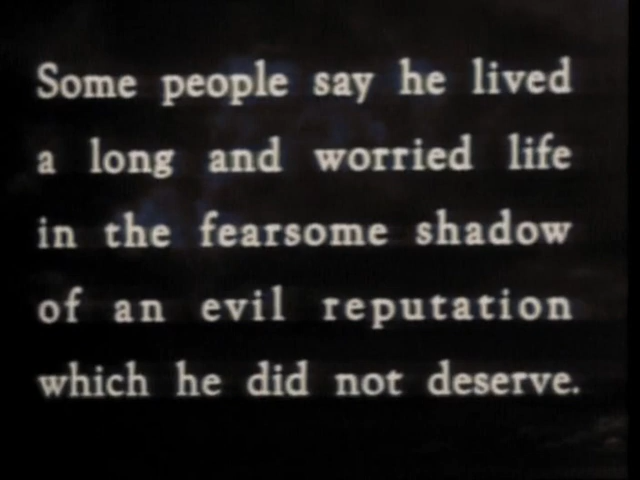 Some people say he lived
a long and worried life
in the fearsome shadow
of an evil reputation
which he did not deserve.